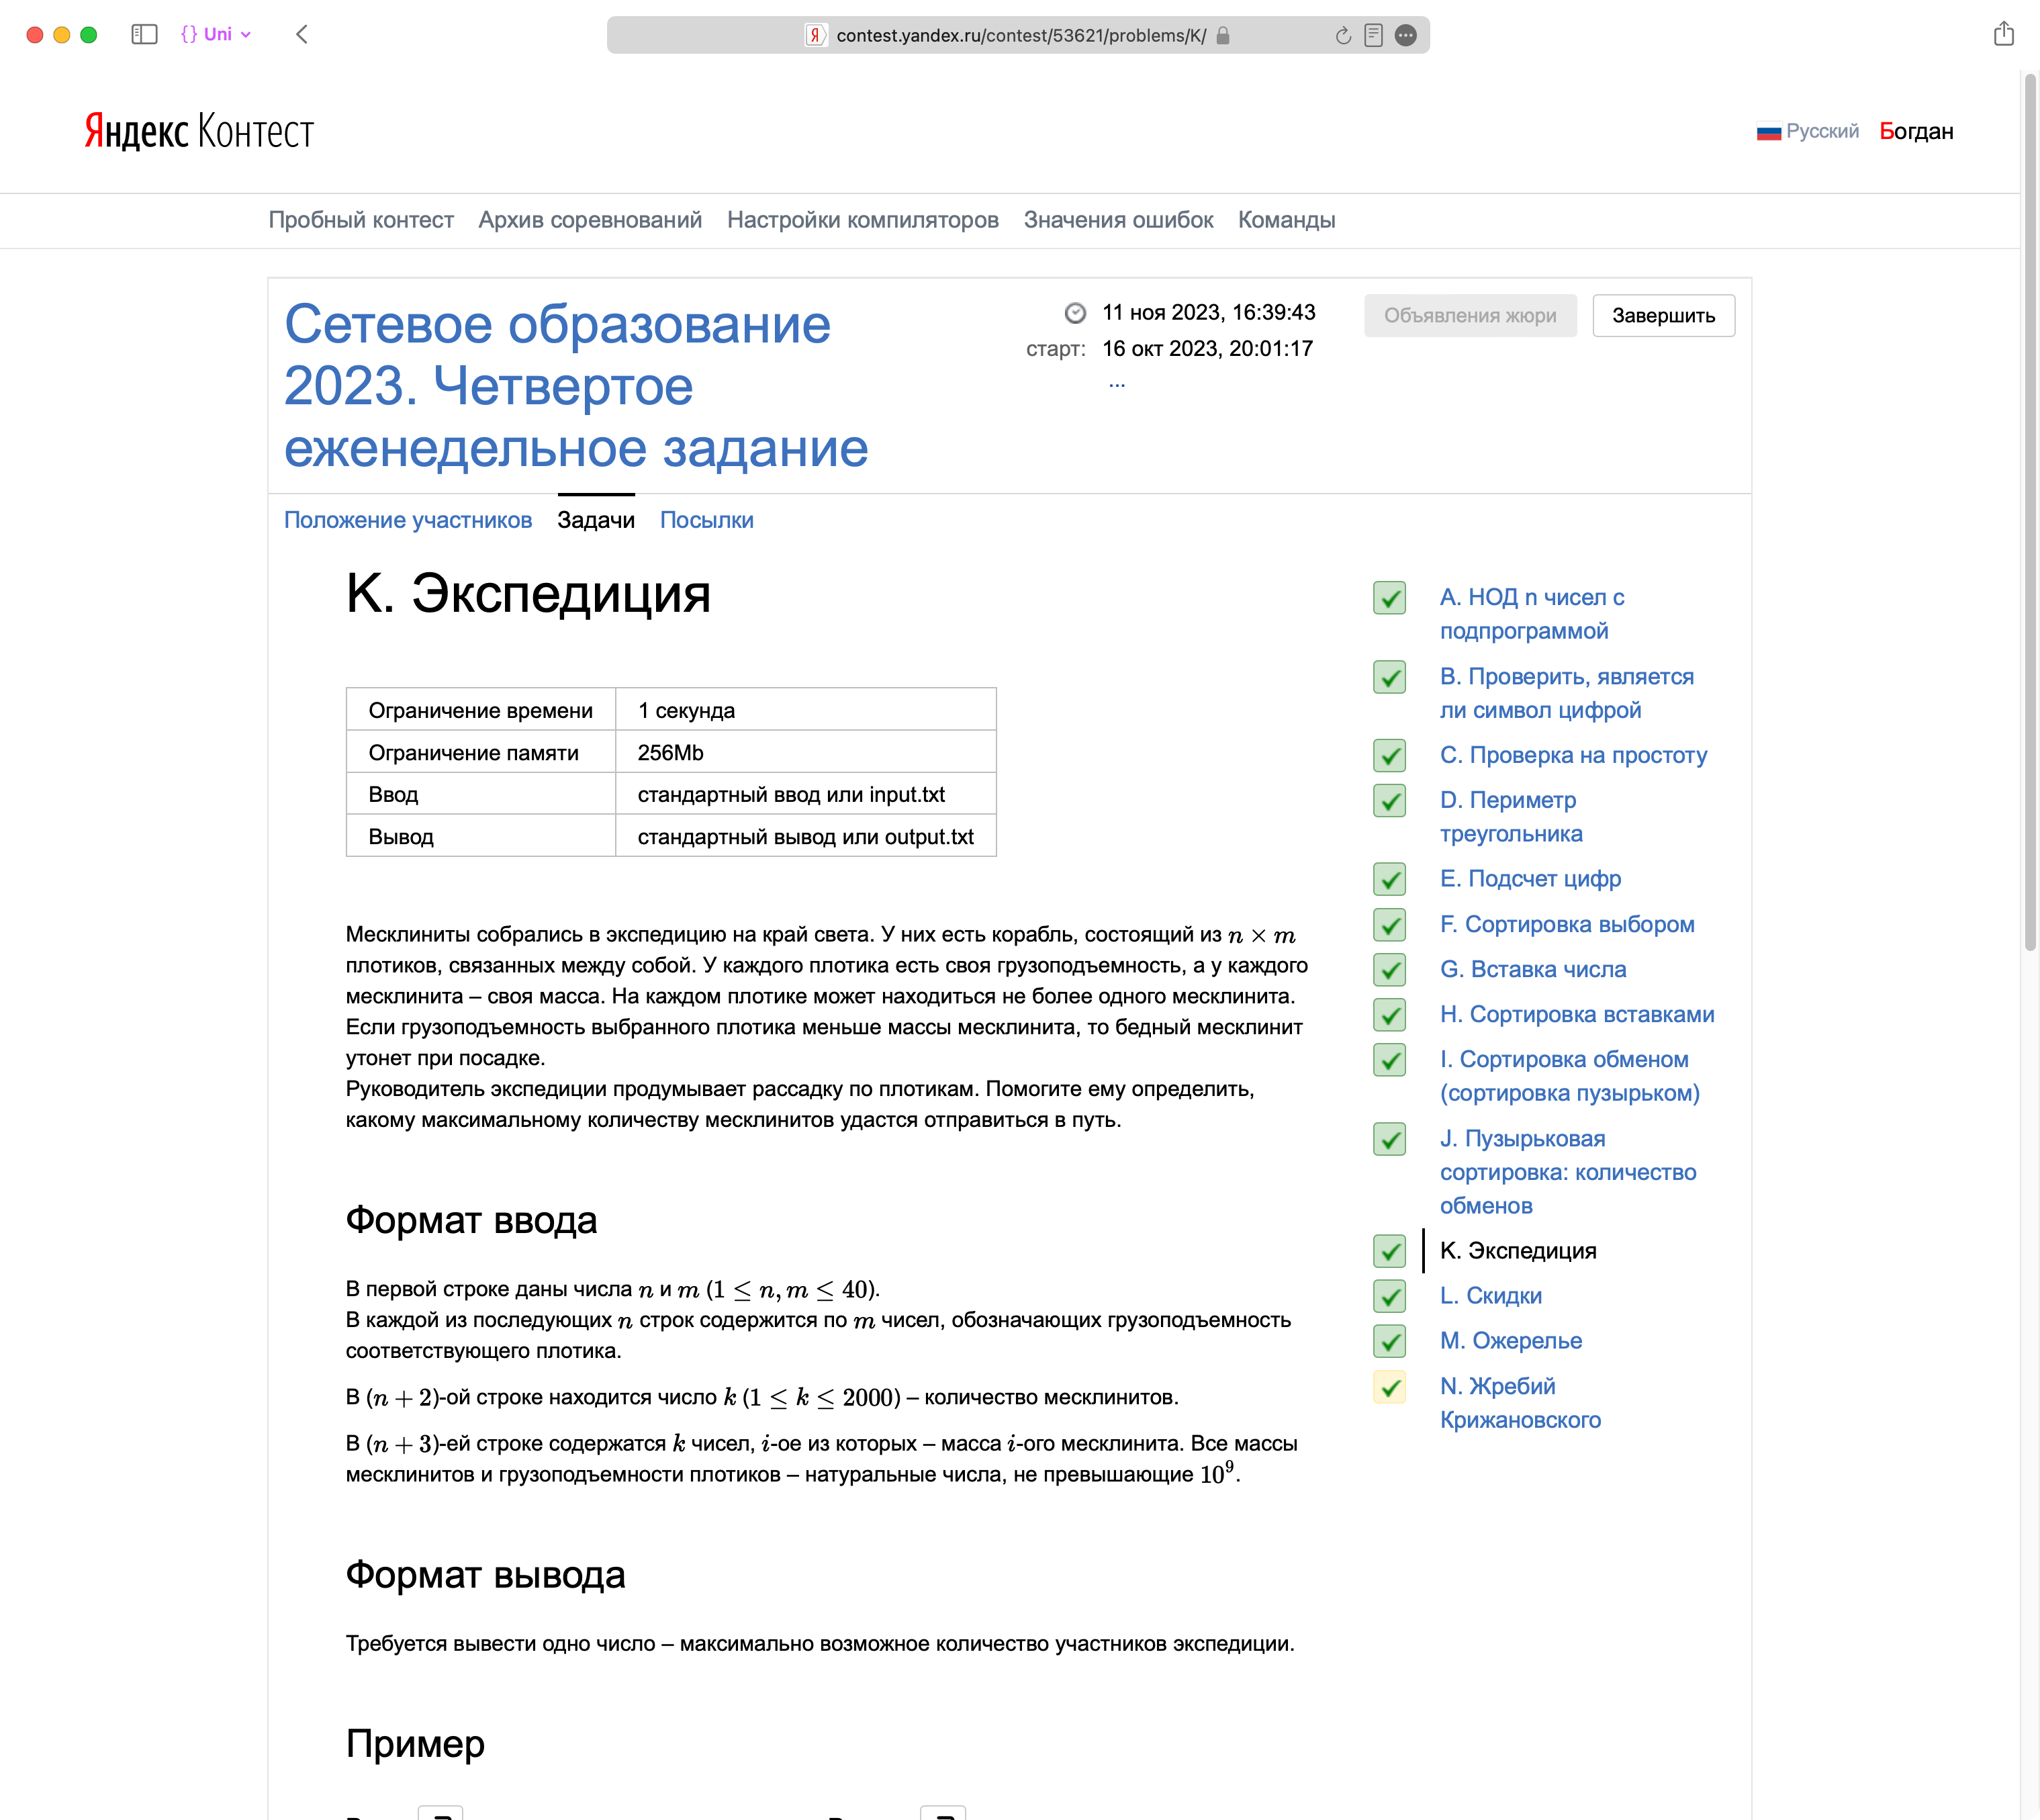 {} Uni
contest.yandex.ru/contest/53621/problems/K/
Яндекс Контест
Русский Богдан
Пробный контест Архив соревнований Настройки компиляторов Значения ошибок Команды
Сетевое образование
2023. Четвертое
еженедельное задание
11 ноя 2023, 16:39:43
старт: 16 окт 2023, 20:01:17
...
Объявления жюри Завершить
Положение участников Задачи Посылки
K. Экспедиция
Ограничение времени 1 секунда
Ограничение памяти 256Mb
Ввод стандартный ввод или input.txt
Вывод стандартный вывод или output.txt
Месклиниты собрались в экспедицию на край света. У них есть корабль, состоящий из n × m
плотиков, связанных между собой. У каждого плотика есть своя грузоподъемность, а у каждого
месклинита – своя масса. На каждом плотике может находиться не более одного месклинита.
Если грузоподъемность выбранного плотика меньше массы месклинита, то бедный месклинит
утонет при посадке.
Руководитель экспедиции продумывает рассадку по плотикам. Помогите ему определить,
какому максимальному количеству месклинитов удастся отправиться в путь.
Формат ввода
В первой строке даны числа n и m (1 ≤ n, m ≤ 40).
В каждой из последующих n строк содержится по m чисел, обозначающих грузоподъемность
соответствующего плотика.
В (n + 2)-ой строке находится число k (1 ≤ k ≤ 2000) – количество месклинитов.
В (n + 3)-ей строке содержатся k чисел, i-ое из которых – масса i-ого месклинита. Все массы
месклинитов и грузоподъемности плотиков – натуральные числа, не превышающие 10⁹.
Формат вывода
Требуется вывести одно число – максимально возможное количество участников экспедиции.
Пример
A. НОД n чисел с
подпрограммой
B. Проверить, является
ли символ цифрой
C. Проверка на простоту
D. Периметр
треугольника
E. Подсчет цифр
F. Сортировка выбором
G. Вставка числа
H. Сортировка вставками
I. Сортировка обменом
(сортировка пузырьком)
J. Пузырьковая
сортировка: количество
обменов
K. Экспедиция
L. Скидки
M. Ожерелье
N. Жребий
Крижановского